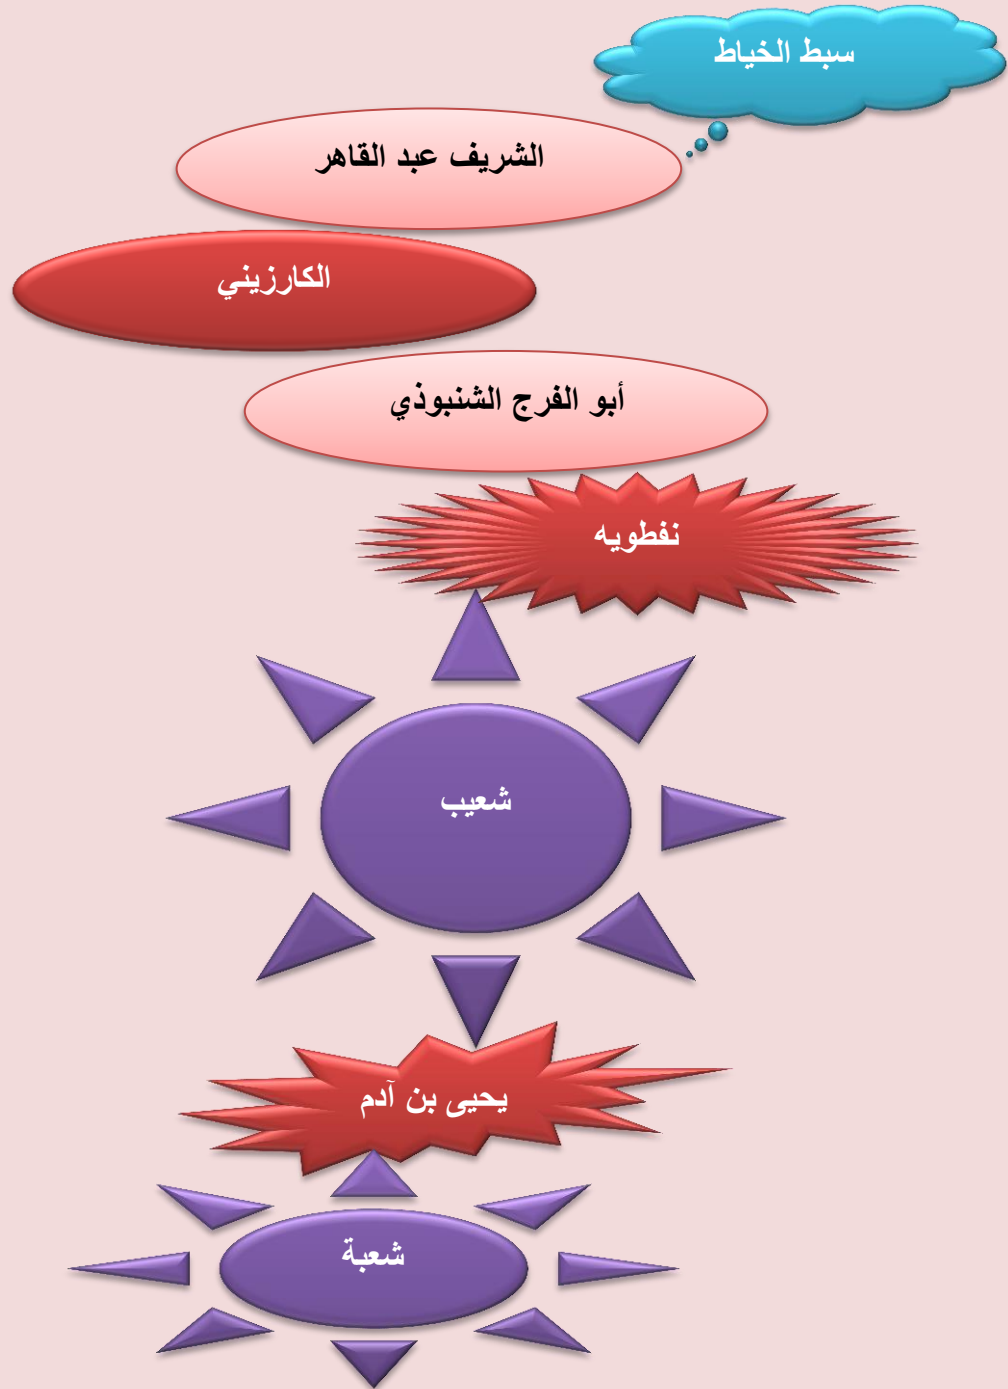 سبط الخياط
الشريف عبد القاهر
الكارزيني
أبو الفرج الشنبوذي
نفطويه
شعيب
يحيى بن آدم
شعبة